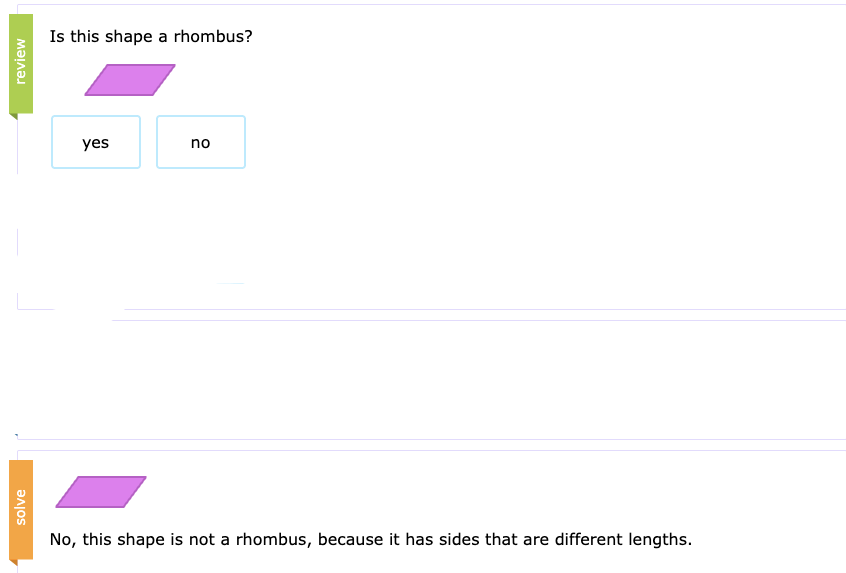 review
Is this shape a rhombus?
yes
no
solve
No, this shape is not a rhombus, because it has sides that are different lengths.